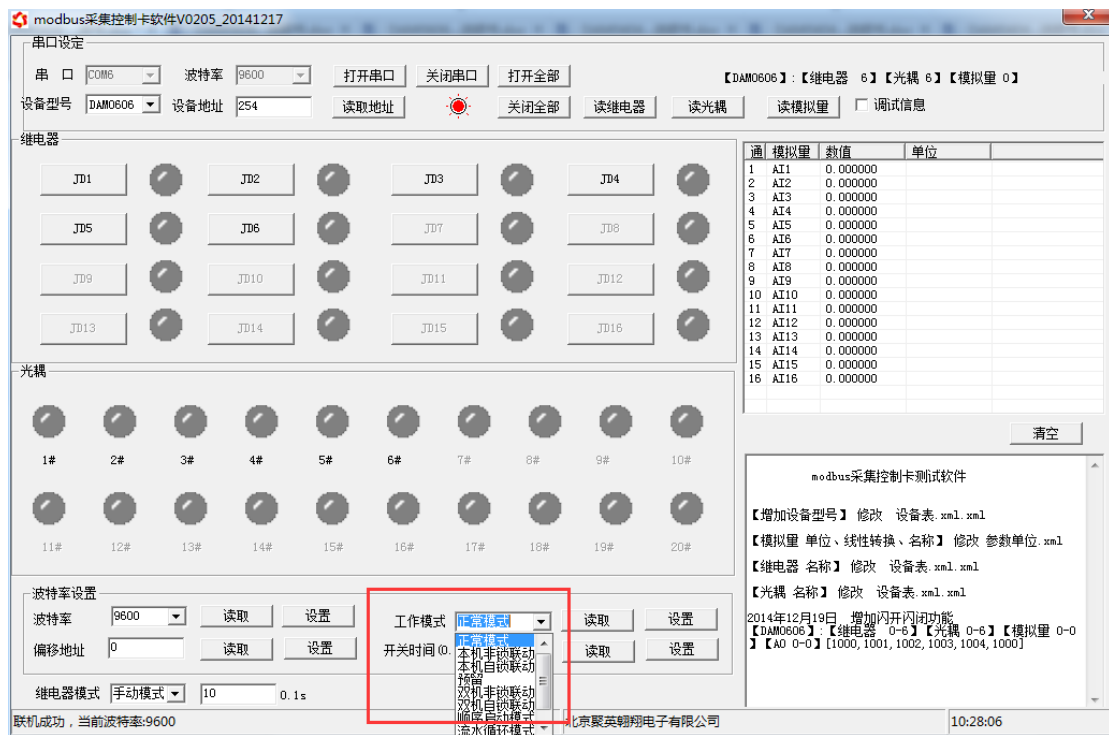 modbus采集控制卡软件V0205_20141217
串口设定
串 口 COM6 波特率 9600 打开串口 关闭串口 打开全部 【DAM0606】:【继电器 6】【光耦 6】【模拟量 0】
设备型号 DAM0606 设备地址 254 读取地址 关闭全部 读继电器 读光耦 读模拟量 调试信息
继电器
JD1 JD2 JD3 JD4
JD5 JD6 JD7 JD8
JD9 JD10 JD11 JD12
JD13 JD14 JD15 JD16
通 模拟量 数值 单位
1 AI1 0.000000
2 AI2 0.000000
3 AI3 0.000000
4 AI4 0.000000
5 AI5 0.000000
6 AI6 0.000000
7 AI7 0.000000
8 AI8 0.000000
9 AI9 0.000000
10 AI10 0.000000
11 AI11 0.000000
12 AI12 0.000000
13 AI13 0.000000
14 AI14 0.000000
15 AI15 0.000000
16 AI16 0.000000
清空
光耦
1# 2# 3# 4# 5# 6# 7# 8# 9# 10#
11# 12# 13# 14# 15# 16# 17# 18# 19# 20#
modbus采集控制卡测试软件
【增加设备型号】 修改 设备表.xml.xml
【模拟量 单位、线性转换、名称】 修改 参数单位.xml
【继电器 名称】 修改 设备表.xml.xml
【光耦 名称】 修改 设备表.xml.xml
2014年12月19日 增加闪开闪闭功能
【DAM0606】:【继电器 0-6】【光耦 0-6】【模拟量 0-0
】【AO 0-0】[1000,1001,1002,1003,1004,1000]
波特率设置
波特率 9600 读取 设置
偏移地址 0 读取 设置
继电器模式 手动模式 10 0.1s
工作模式 正常模式 读取 设置
开关时间(0. 读取 设置
正常模式
本机非锁联动
本机自锁联动
预留
双机非锁联动
双机自锁联动
顺序启动模式
流水循环模式
联机成功，当前波特率:9600 北京聚英翱翔电子有限公司 10:28:06